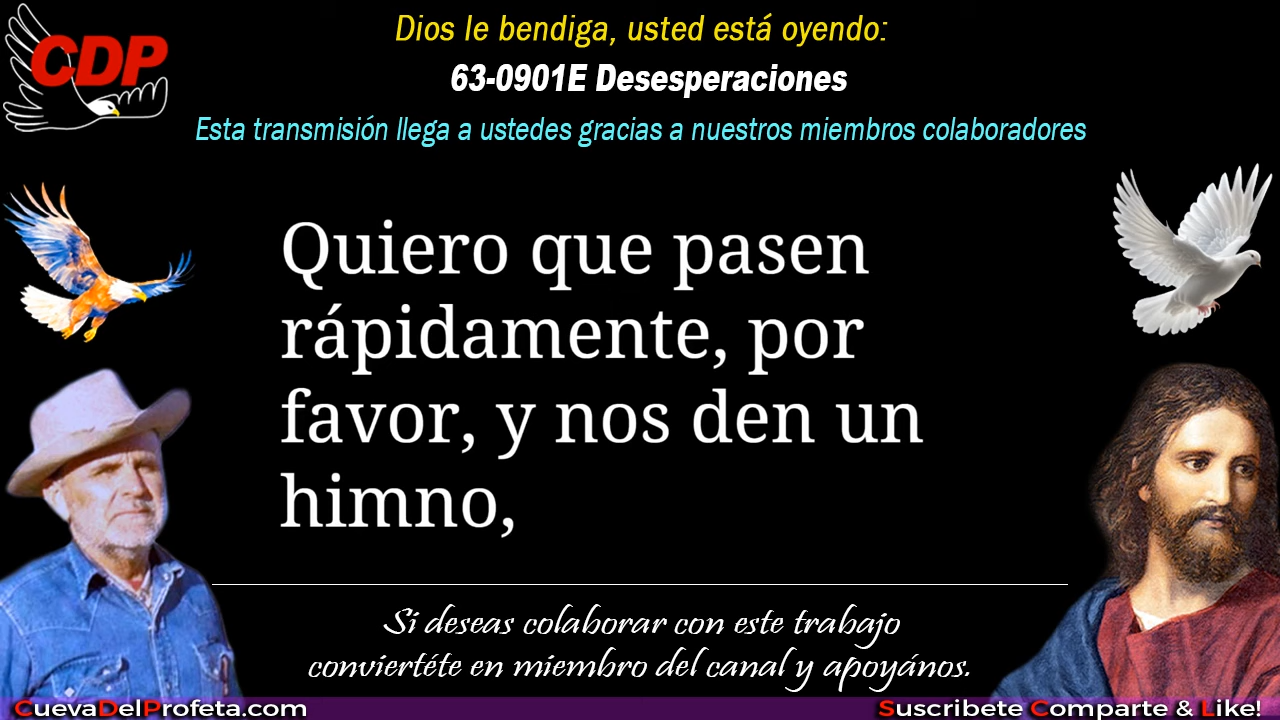 CDP
Dios le bendiga, usted está oyendo:
63-0901E Desesperaciones
Esta transmisión llega a ustedes gracias a nuestros miembros colaboradores
Quiero que pasen
rápidamente, por
favor, y nos den un
himno,
Si deseas colaborar con este trabajo
conviertéte en miembro del canal y apoyános.
CuevaDelProfeta.com
Suscribete Comparte & Like!